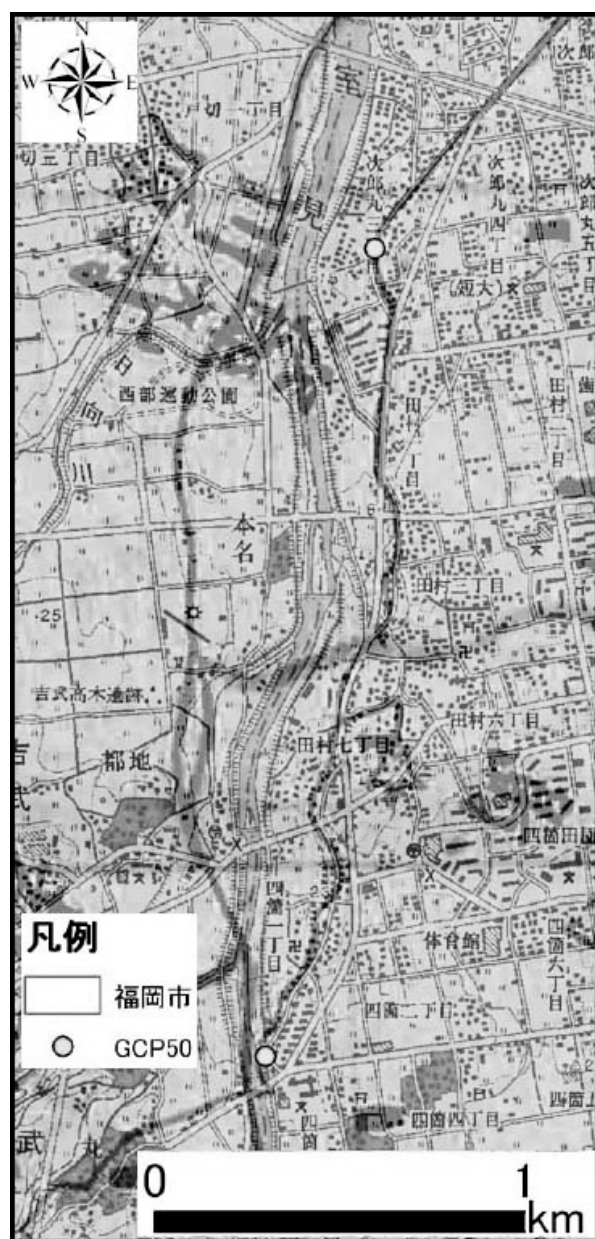 N
W E
S
室
見
戸切一丁目
切三丁目
次郎
次郎丸三
次郎丸四丁目
次郎丸五丁目
(短大)
日
向
川
西部運動公園
田村一丁目
本名
6
田村二丁目
·25
吉武高木遺跡
都地
吉
武
田村七丁目
田村六丁目
四箇田団
四箇一丁目
体育館
四箇六丁目
四箇二丁目
四箇四丁目
四箇
武
丸
凡例
福岡市
GCP50
0 1
km